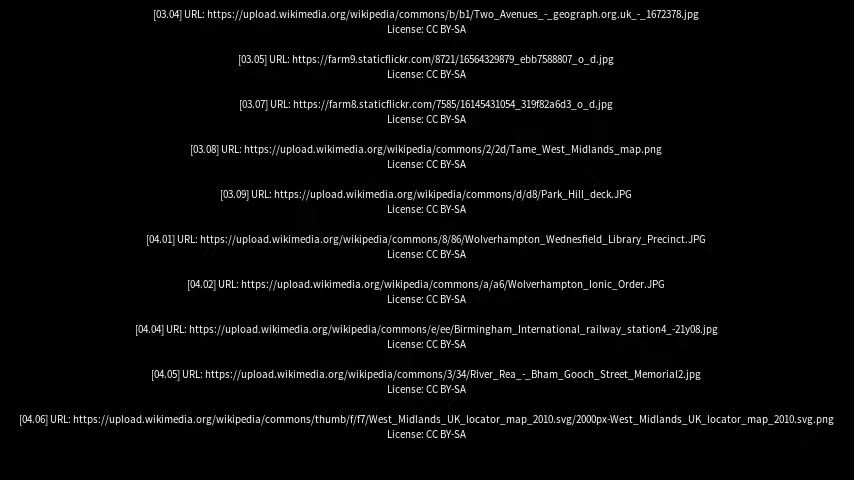 [03.04] URL: https://upload.wikimedia.org/wikipedia/commons/b/b1/Two_Avenues_-_geograph.org.uk_-_1672378.jpg
License: CC BY-SA
[03.05] URL: https://farm9.staticflickr.com/8721/16564329879_ebb7588807_o_d.jpg
License: CC BY-SA
[03.07] URL: https://farm8.staticflickr.com/7585/16145431054_319f82a6d3_o_d.jpg
License: CC BY-SA
[03.08] URL: https://upload.wikimedia.org/wikipedia/commons/2/2d/Tame_West_Midlands_map.png
License: CC BY-SA
[03.09] URL: https://upload.wikimedia.org/wikipedia/commons/d/d8/Park_Hill_deck.JPG
License: CC BY-SA
[04.01] URL: https://upload.wikimedia.org/wikipedia/commons/8/86/Wolverhampton_Wednesfield_Library_Precinct.JPG
License: CC BY-SA
[04.02] URL: https://upload.wikimedia.org/wikipedia/commons/a/a6/Wolverhampton_Ionic_Order.JPG
License: CC BY-SA
[04.04] URL: https://upload.wikimedia.org/wikipedia/commons/e/ee/Birmingham_International_railway_station4_-21y08.jpg
License: CC BY-SA
[04.05] URL: https://upload.wikimedia.org/wikipedia/commons/3/34/River_Rea_-_Bham_Gooch_Street_Memorial2.jpg
License: CC BY-SA
[04.06] URL: https://upload.wikimedia.org/wikipedia/commons/thumb/f/f7/West_Midlands_UK_locator_map_2010.svg/2000px-West_Midlands_UK_locator_map_2010.svg.png
License: CC BY-SA